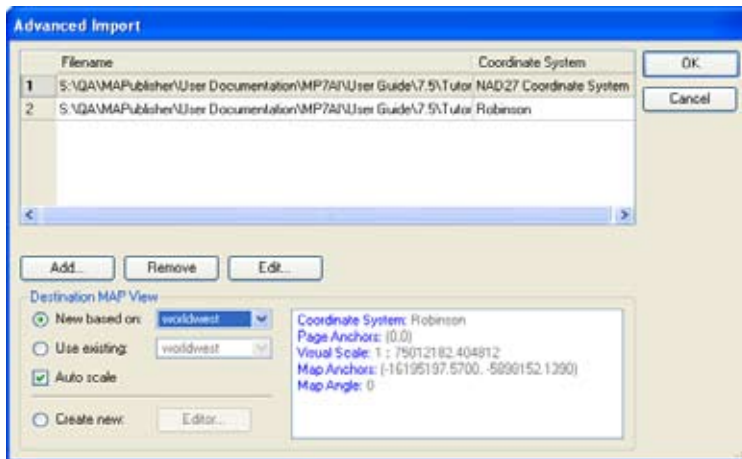 Advanced Import
Filename Coordinate System
1 S:\QA\MAPublisher\User Documentation\MP7AI\User Guide\7.5\Tutor NAD27 Coordinate System
2 S:\QA\MAPublisher\User Documentation\MP7AI\User Guide\7.5\Tutor Robinson
OK
Cancel
Add... Remove Edit...
Destination MAP View
New based on: worldwest
Use existing: worldwest
Auto scale
Create new: Editor...
Coordinate System: Robinson
Page Anchors: (0.0)
Visual Scale: 1 : 75012182.404812
Map Anchors: (-16195197.5700, -5898152.1390)
Map Angle: 0